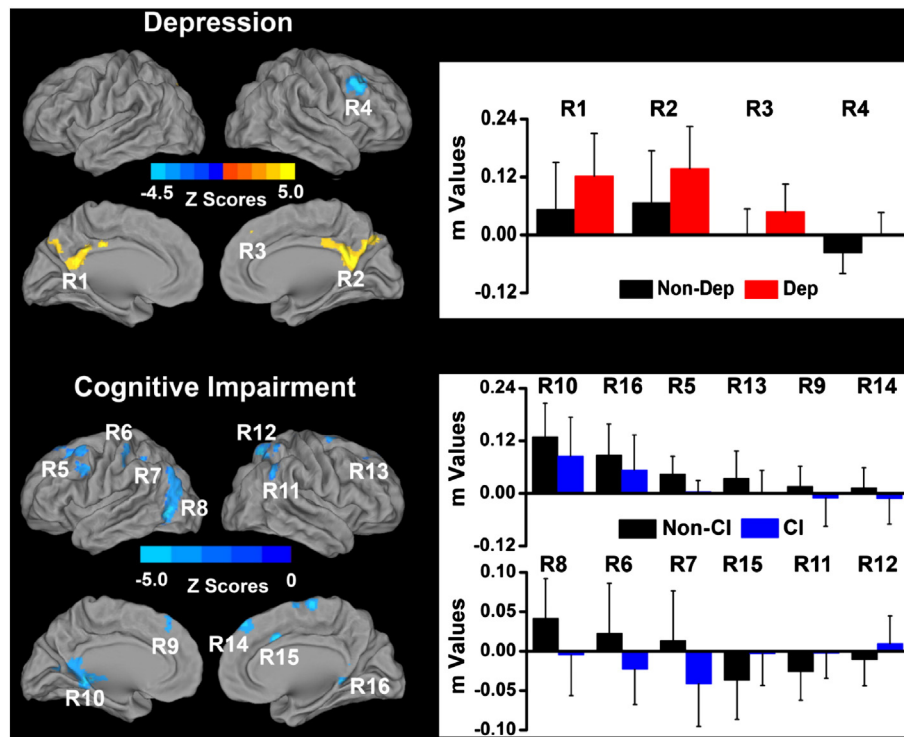 Depression
R4
-4.5 Z Scores 5.0
R1
R3
R2
R1 R2 R3 R4
m Values
0.24
0.12
0.00
-0.12
Non-Dep Dep
Cognitive Impairment
R5
R6
R7
R8
R12
R11
R13
-5.0 Z Scores 0
R9
R10
R14
R15
R16
R10 R16 R5 R13 R9 R14
m Values
0.24
0.12
0.00
-0.12
Non-CI CI
R8 R6 R7 R15 R11 R12
m Values
0.10
0.05
0.00
-0.05
-0.10